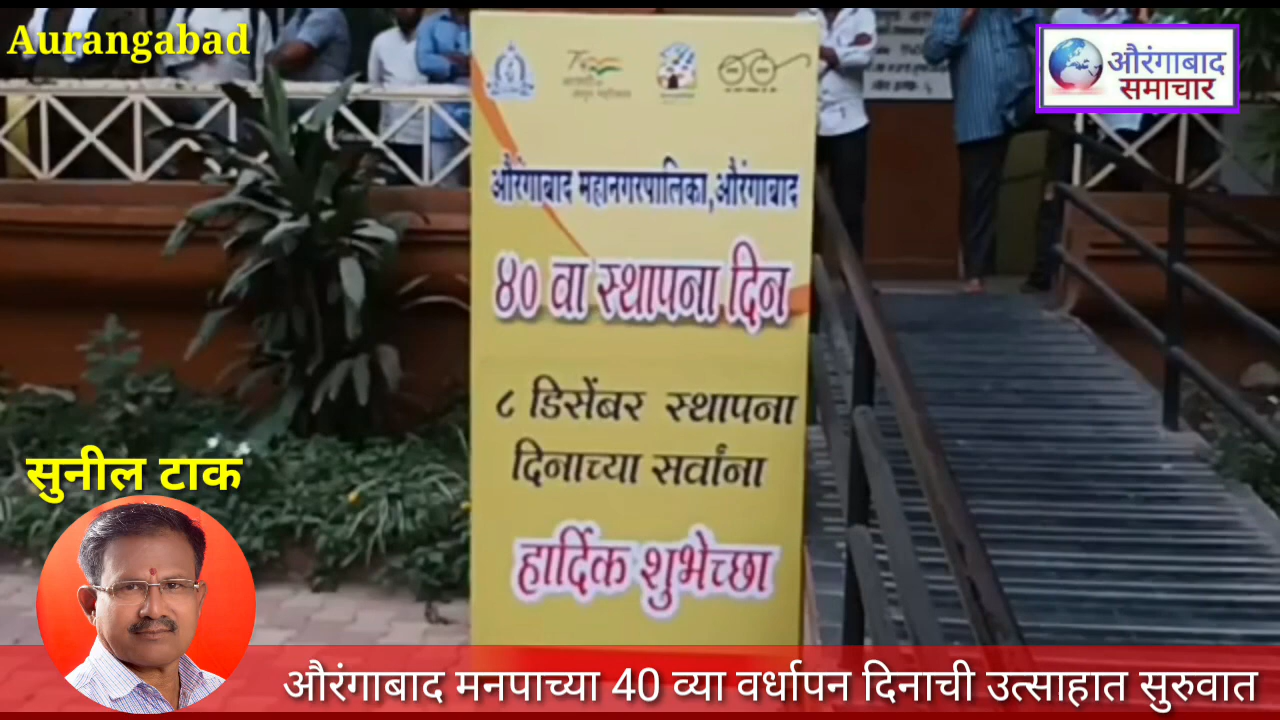 Aurangabad
औरंगाबाद
समाचार
औरंगाबाद महानगरपालिका,औरंगाबाद
४० वा स्थापना दिन
८ डिसेंबर स्थापना
दिनाच्या सर्वांना
हार्दिक शुभेच्छा
सुनील टाक
औरंगाबाद मनपाच्या 40 व्या वर्धापन दिनाची उत्साहात सुरुवात